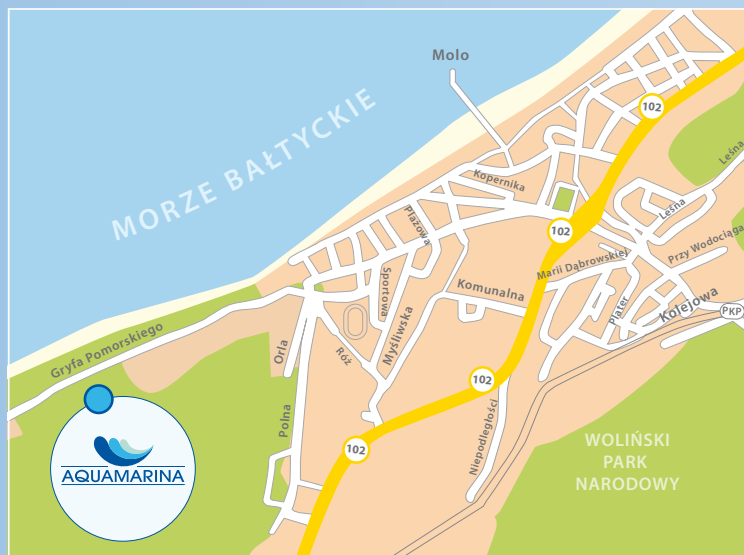 Molo
102
MORZE BAŁTYCKIE
Leśna
Kopernika
Leśna
Plażowa
102
Przy Wodociąga
Marii Dąbrowskiej
Sportowa
Komunalna
Plater
Kolejowa
PKP
Gryfa Pomorskiego
Myśliwska
Orla
Róż
102
Polna
Niepodległości
102
WOLIŃSKI
PARK
NARODOWY
AQUAMARINA